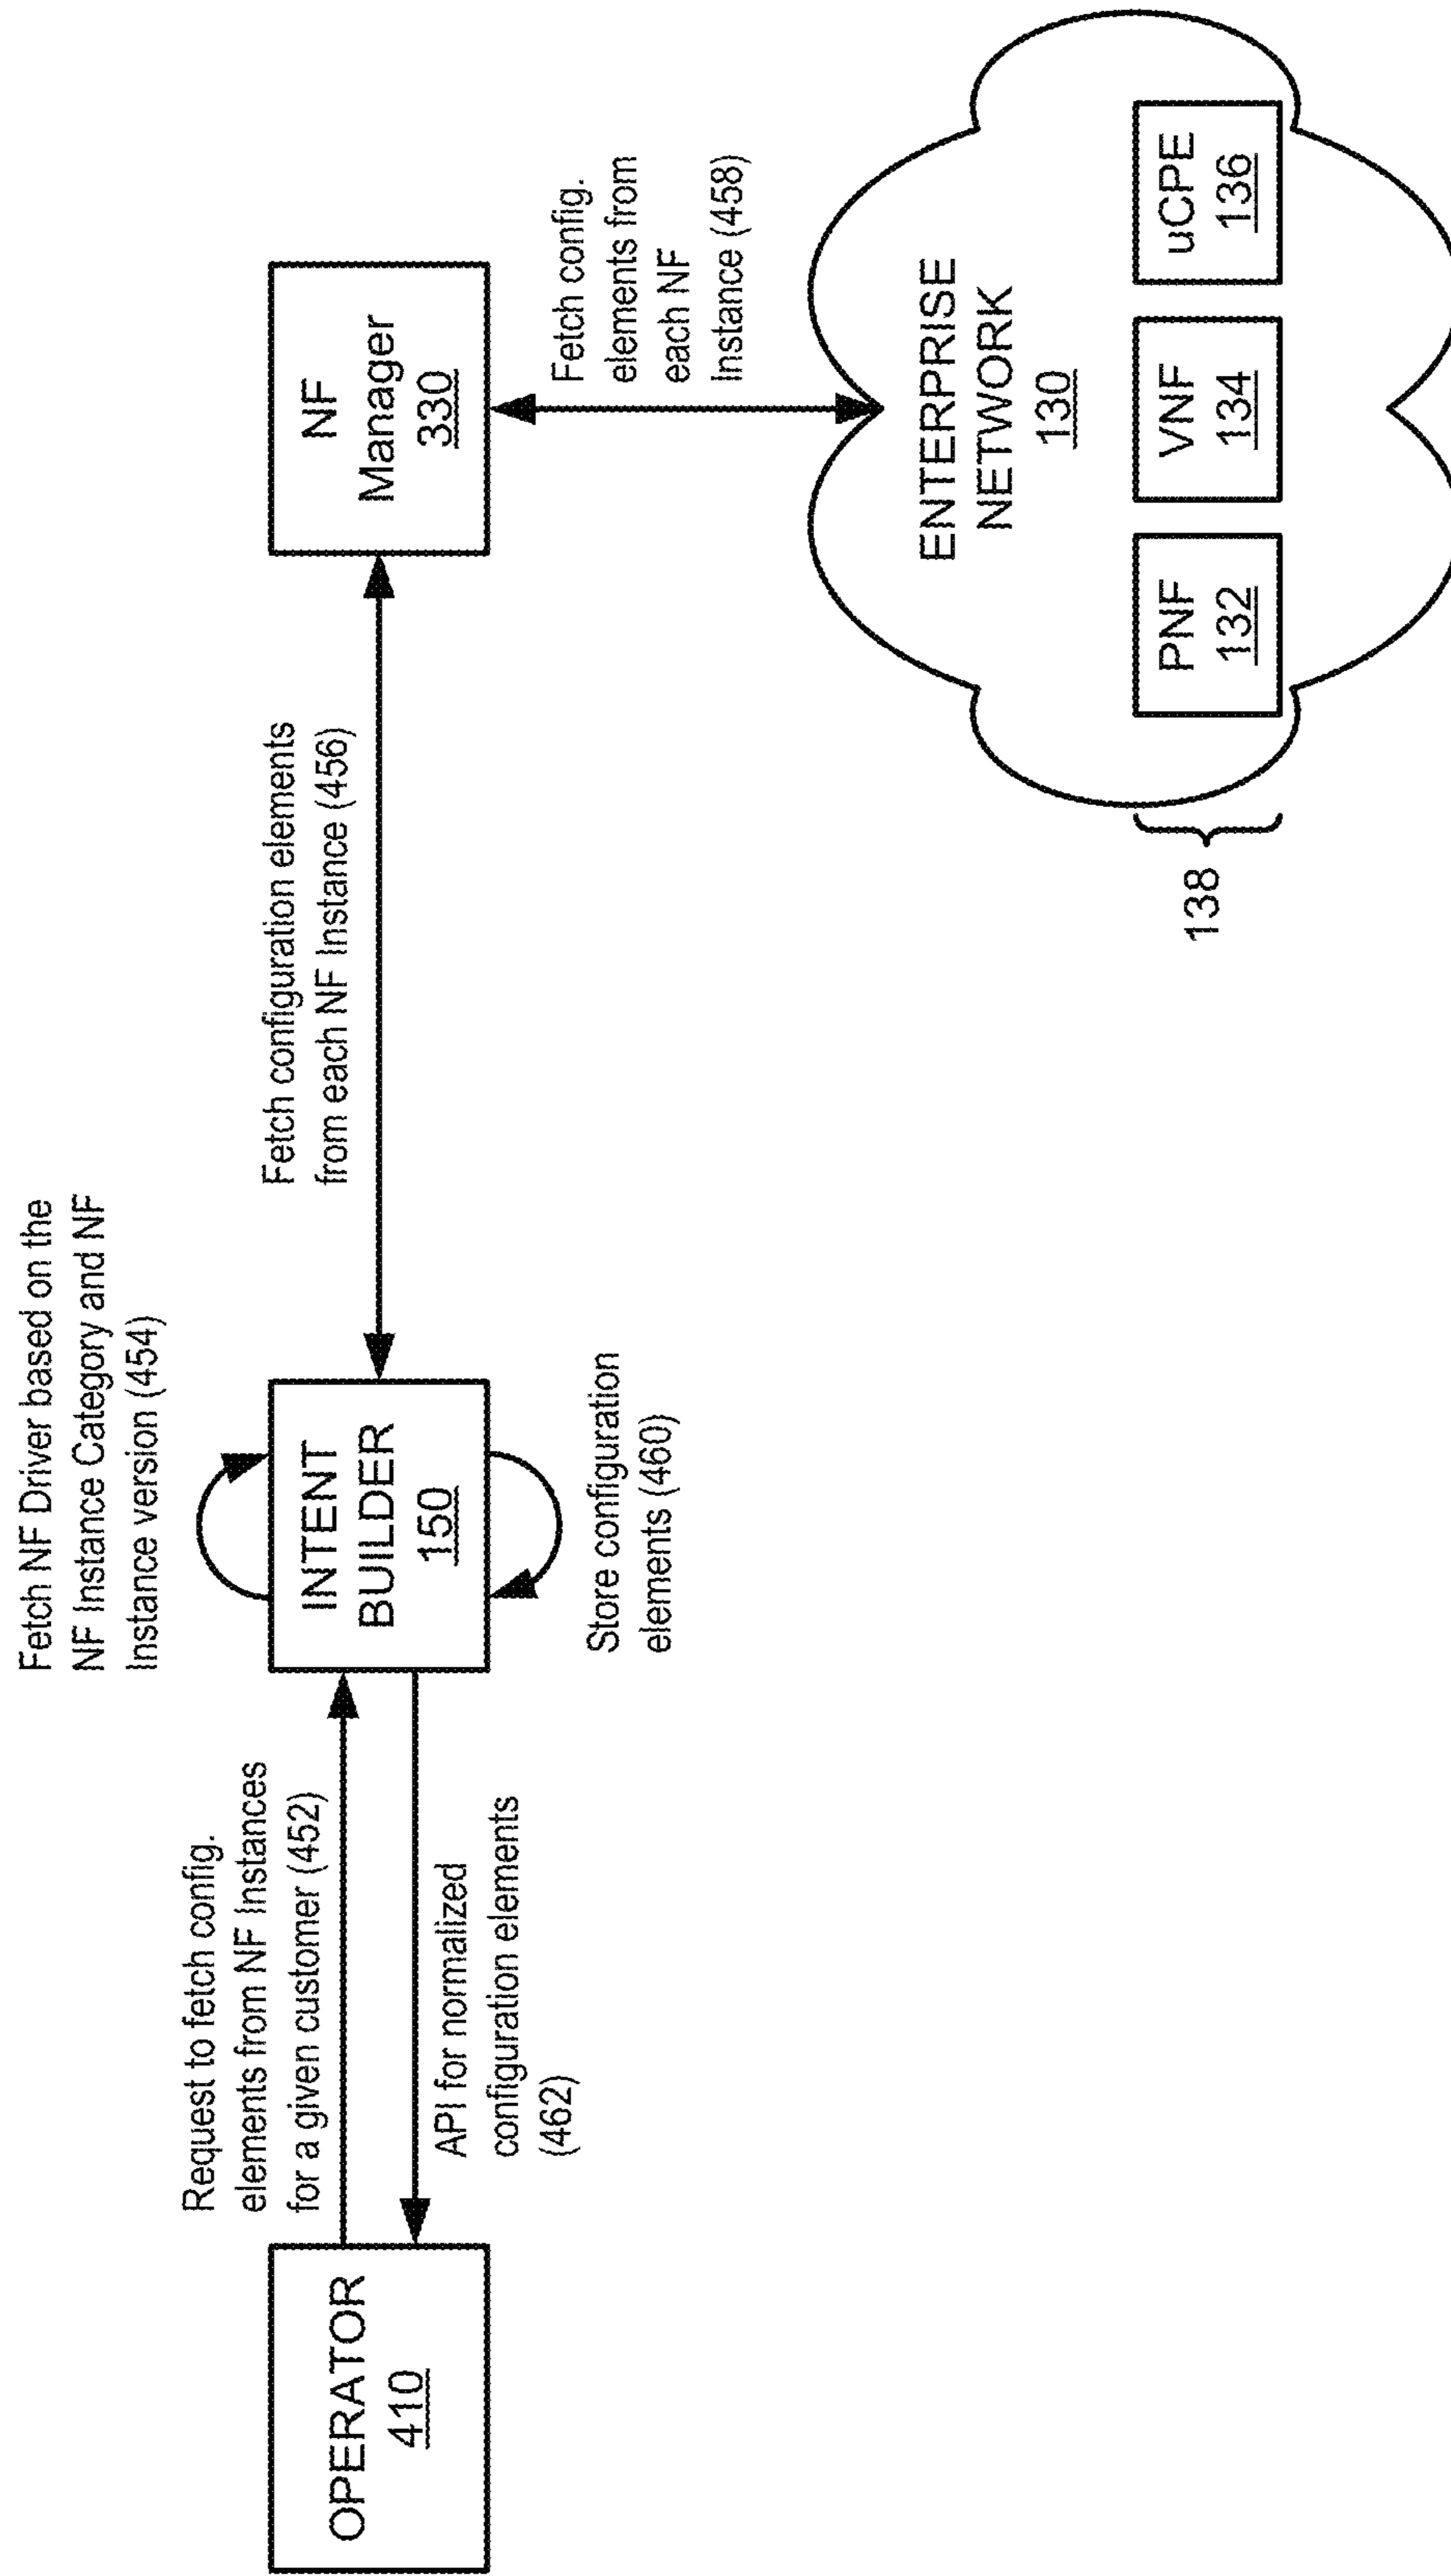 Fetch NF Driver based on the
NF Instance Category and NF
Instance version (454)
Request to fetch config.
elements from NF Instances
for a given customer (452)
OPERATOR
410
API for normalized
configuration elements
(462)
INTENT
BUILDER
150
Store configuration
elements (460)
Fetch configuration elements
from each NF Instance (456)
NF
Manager
330
Fetch config.
elements from
each NF
Instance (458)
ENTERPRISE
NETWORK
130
PNF
132
VNF
134
uCPE
136
138